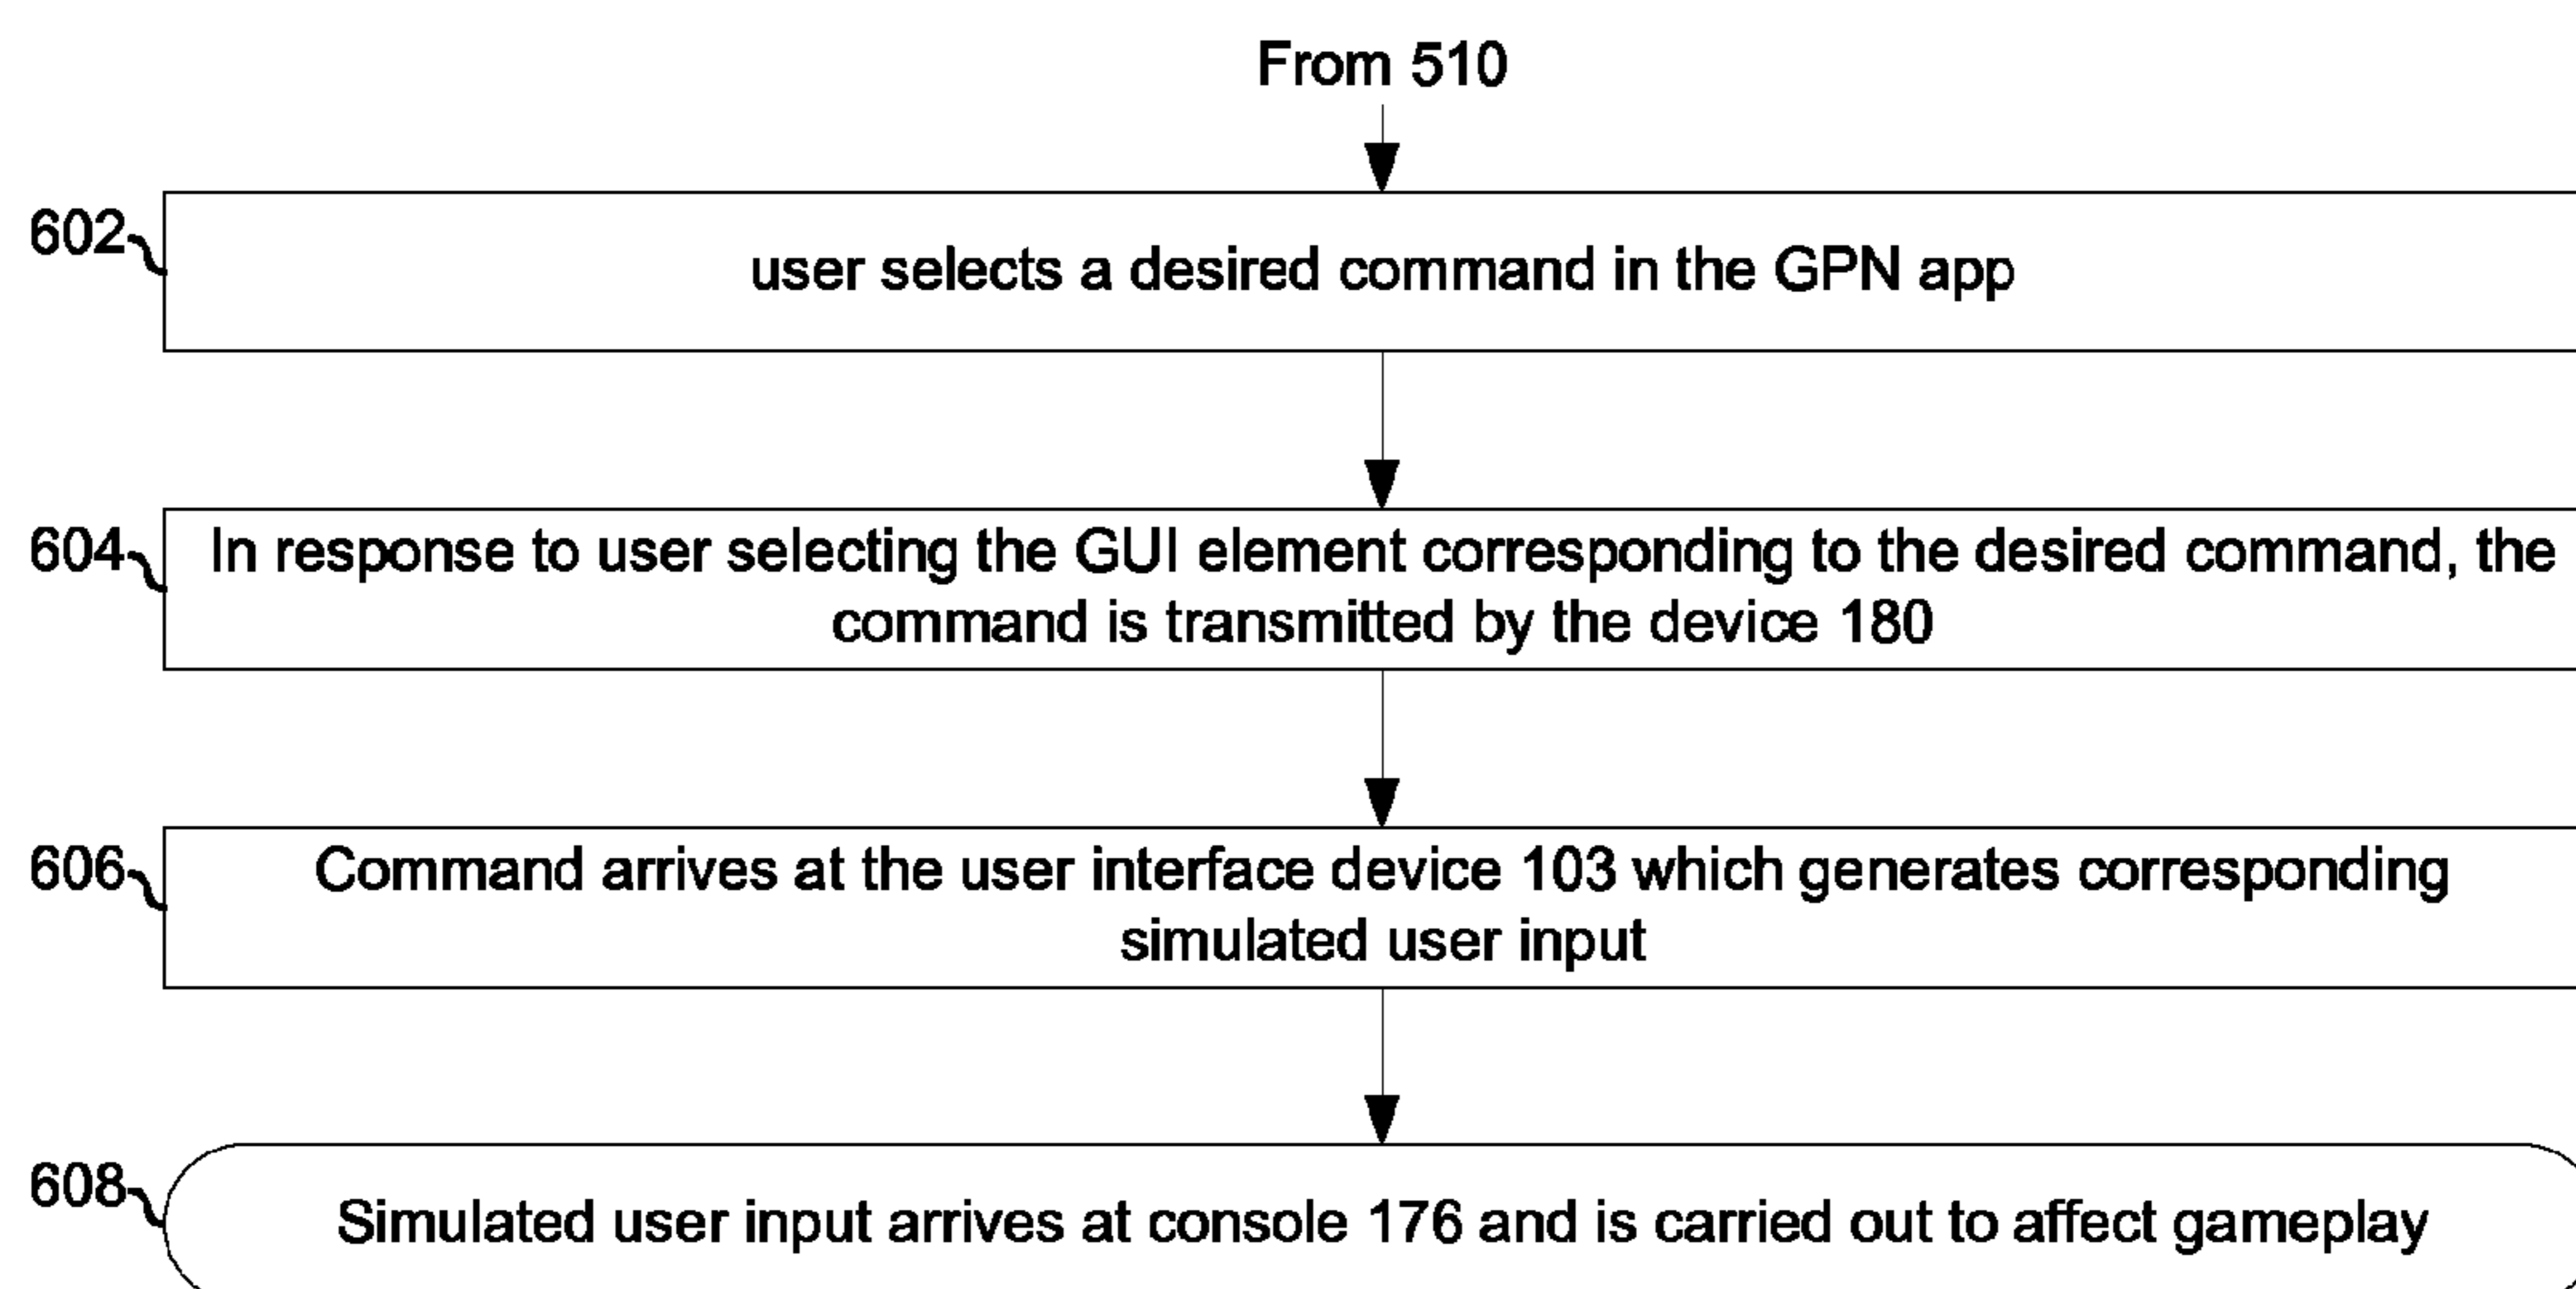 From 510
602
user selects a desired command in the GPN app
604
In response to user selecting the GUI element corresponding to the desired command, the
command is transmitted by the device 180
606
Command arrives at the user interface device 103 which generates corresponding
simulated user input
608
Simulated user input arrives at console 176 and is carried out to affect gameplay